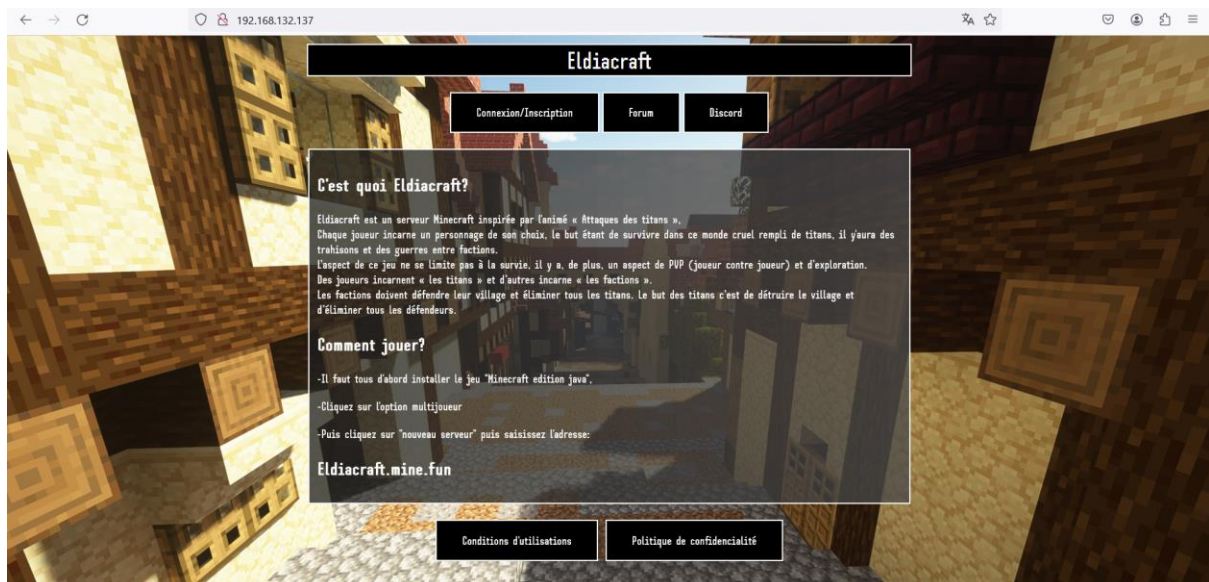 192.168.132.137
Eldiacraft
Connexion/Inscription
Forum
Discord
C'est quoi Eldiacraft?
Eldiacraft est un serveur Minecraft inspirée par l'animé « Attaques des titans ».
Chaque joueur incarne un personnage de son choix, le but étant de survivre dans ce monde cruel rempli de titans, il y'aura des
trahisons et des guerres entre factions.
L'aspect de ce jeu ne se limite pas à la survie, il y a, de plus, un aspect de PVP (joueur contre joueur) et d'exploration.
Des joueurs incarnent « les titans » et d'autres incarne « les factions ».
Les factions doivent défendre leur village et éliminer tous les titans. Le but des titans c'est de détruire le village et
d'éliminer tous les défendeurs.
Comment jouer?
-Il faut tous d'abord installer le jeu "Minecraft edition java".
-Cliquez sur l'option multijoueur
-Puis cliquez sur "nouveau serveur" puis saisissez l'adresse:
Eldiacraft.mine.fun
Conditions d'utilisations
Politique de confidencialité